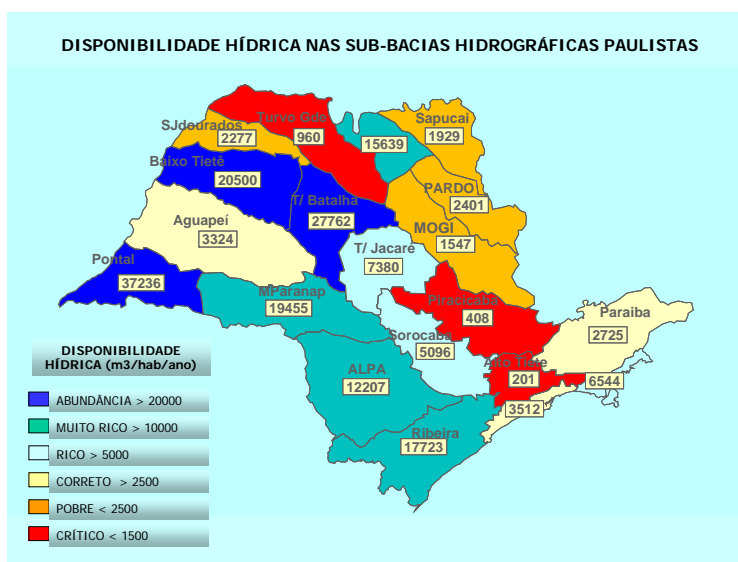 DISPONIBILIDADE HÍDRICA NAS SUB-BACIAS HIDROGRÁFICAS PAULISTAS
Turvo Gde
960
Sapucaí
1929
SJdourados
2277
15639
Baixo Tietê
20500
PARDO
2401
T/ Batalha
27762
Aguapeí
3324
MOGI
1547
T/ Jacaré
7380
Pontal
37236
MParanap
19455
Piracicaba
408
Paraiba
2725
Sorocaba
5096
Alto Tiete
201
6544
3512
ALPA
12207
Ribeira
17723
DISPONIBILIDADE
HÍDRICA (m3/hab/ano)
ABUNDÂNCIA > 20000
MUITO RICO > 10000
RICO > 5000
CORRETO > 2500
POBRE < 2500
CRÍTICO < 1500